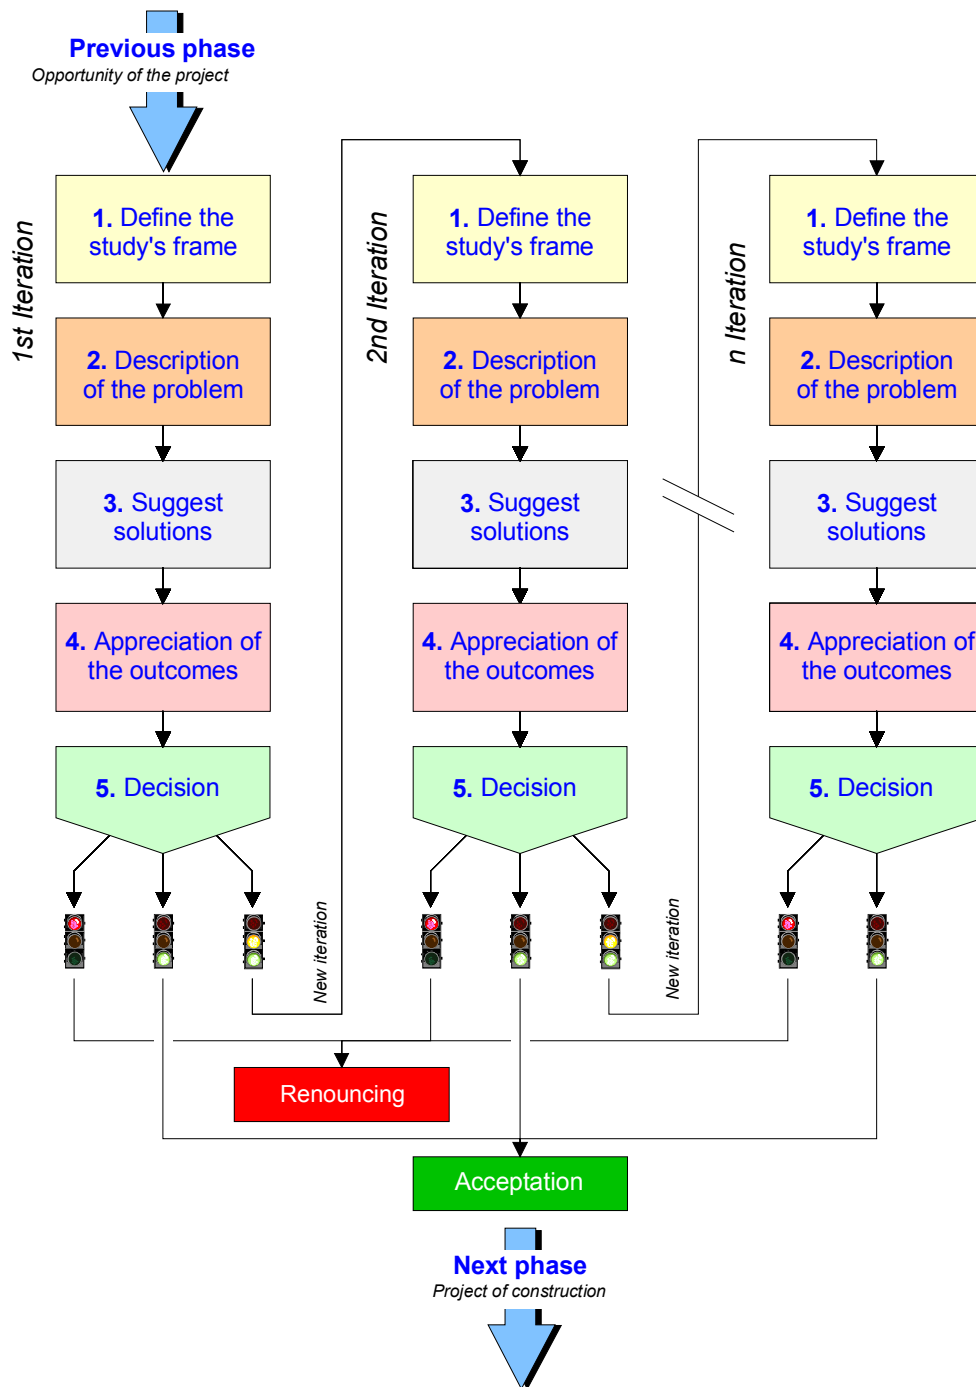 Previous phase
Opportunity of the project
1st Iteration
1. Define the
study's frame
2. Description
of the problem
3. Suggest
solutions
4. Appreciation of
the outcomes
5. Decision
New iteration
2nd Iteration
1. Define the
study's frame
2. Description
of the problem
3. Suggest
solutions
4. Appreciation of
the outcomes
5. Decision
New iteration
n Iteration
1. Define the
study's frame
2. Description
of the problem
3. Suggest
solutions
4. Appreciation of
the outcomes
5. Decision
Renouncing
Acceptation
Next phase
Project of construction